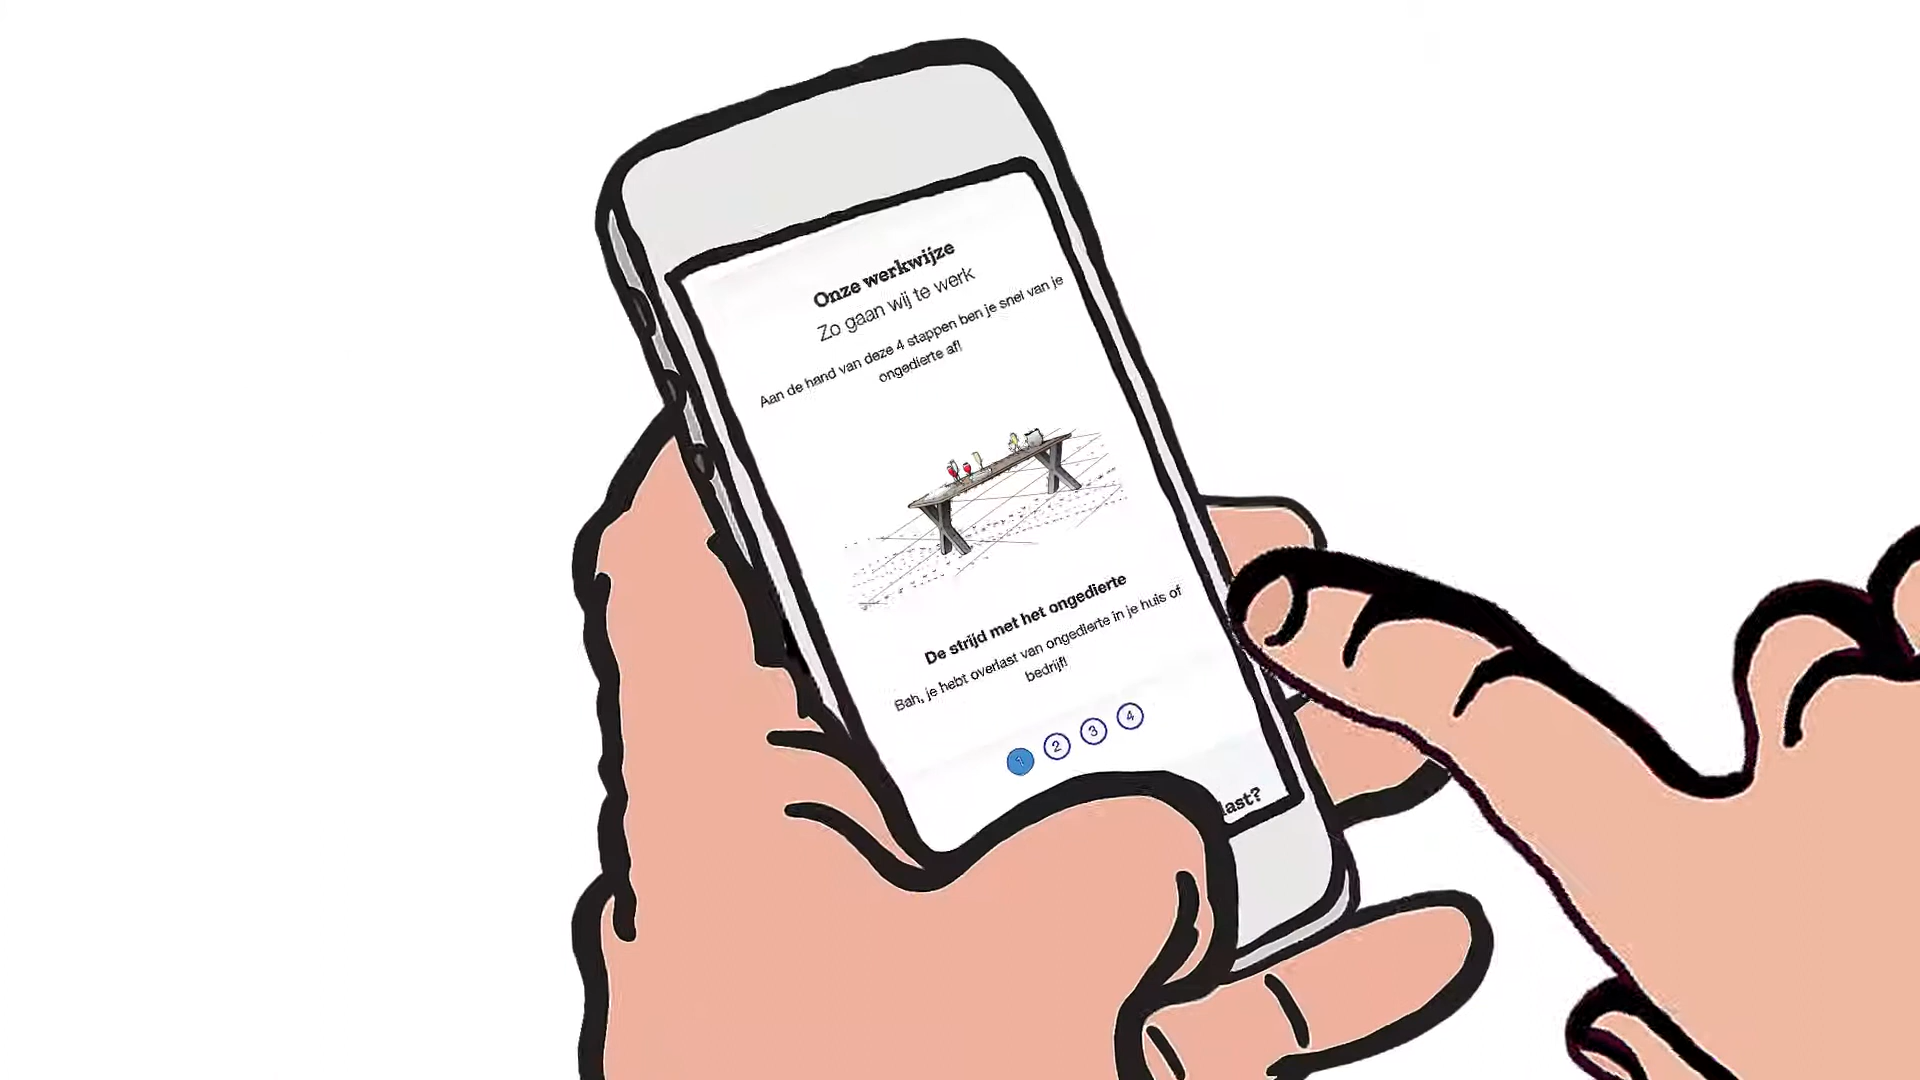 Onze werkwijze
Zo gaan wij te werk
Aan de hand van deze 4 stappen ben je snel van je
ongedierte af!
De strijd met het ongedierte
Bah, je hebt overlast van ongedierte in je huis of
bedrijf!
1 2 3 4
last?